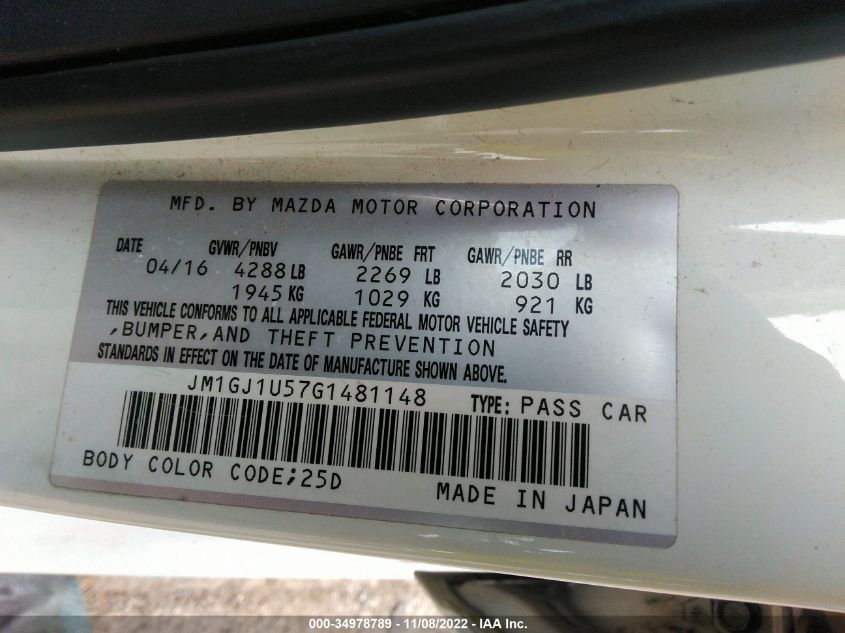 MFD. BY MAZDA MOTOR CORPORATION
DATE GVWR/PNBV GAWR/PNBE FRT GAWR/PNBE RR
04/16 4288 LB 2269 LB 2030 LB
1945 KG 1029 KG 921 KG
THIS VEHICLE CONFORMS TO ALL APPLICABLE FEDERAL MOTOR VEHICLE SAFETY
,BUMPER,AND THEFT PREVENTION
STANDARDS IN EFFECT ON THE DATE OF MANUFACTURE SHOWN ABOVE.
JM1GJ1U57G1481148 TYPE: PASS CAR
BODY COLOR CODE;25D
MADE IN JAPAN
000-34978789 - 11/08/2022 - IAA Inc.